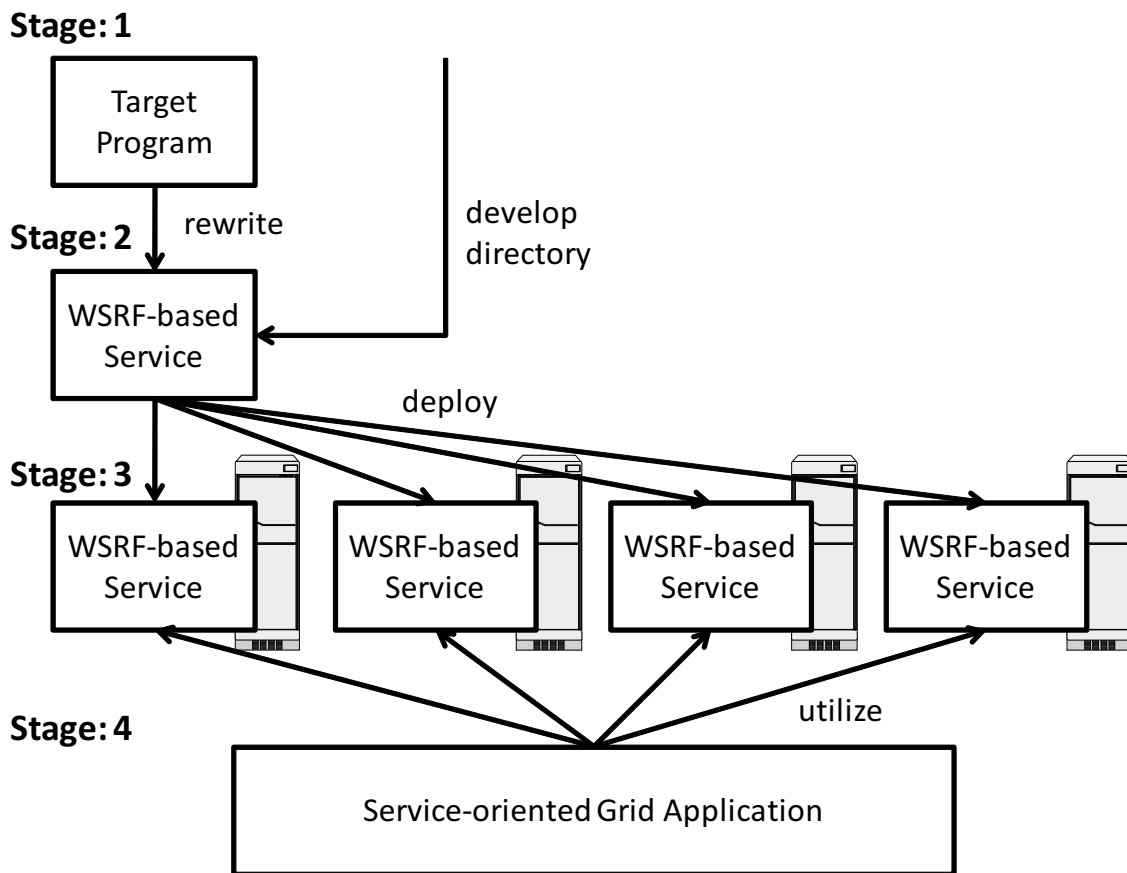 Stage: 1
Target
Program
rewrite
develop
directory
Stage: 2
WSRF-based
Service
deploy
Stage: 3
WSRF-based
Service
WSRF-based
Service
WSRF-based
Service
WSRF-based
Service
utilize
Stage: 4
Service-oriented Grid Application